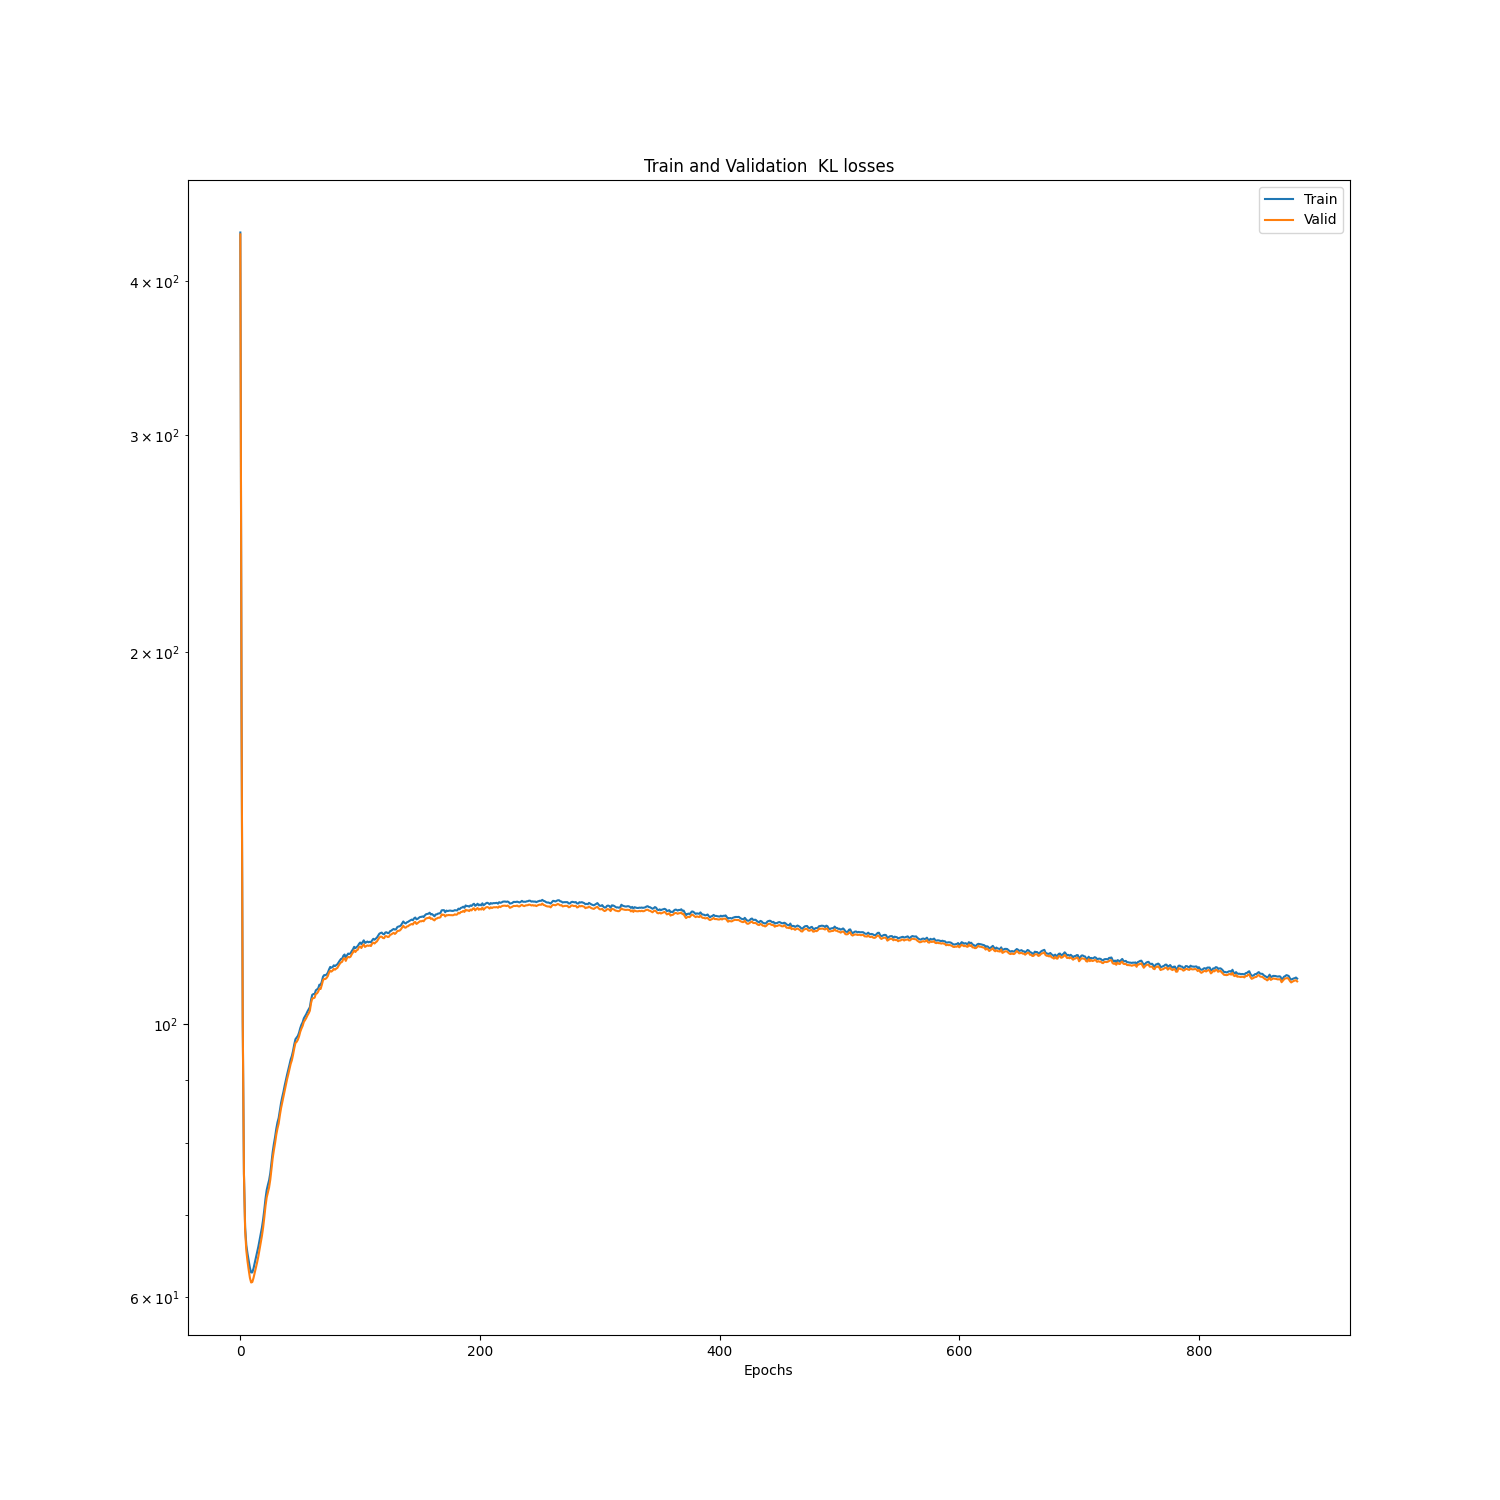 Train and Validation  KL losses
Train
Valid
4 × 10²
3 × 10²
2 × 10²
10²
6 × 10¹
0 200 400 600 800
Epochs